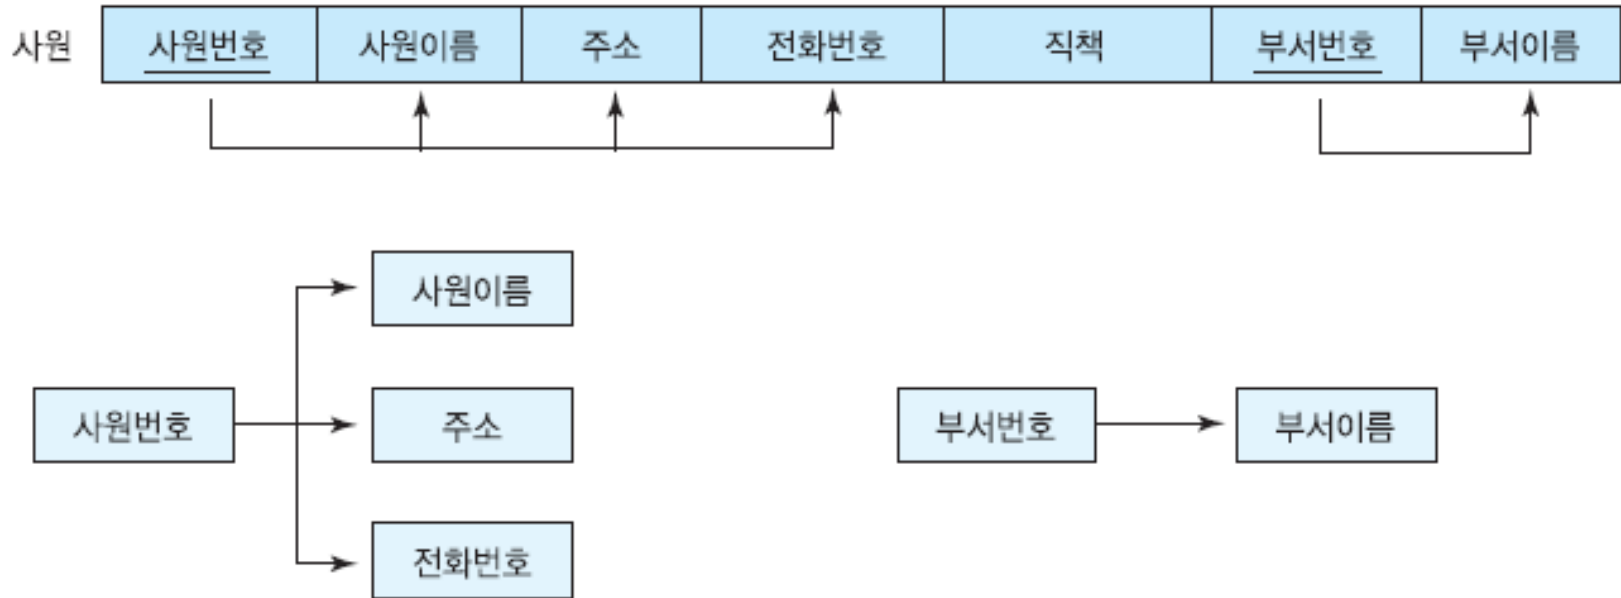 사원 사원번호 사원이름 주소 전화번호 직책 부서번호 부서이름
사원이름
사원번호 주소 부서번호 부서이름
전화번호